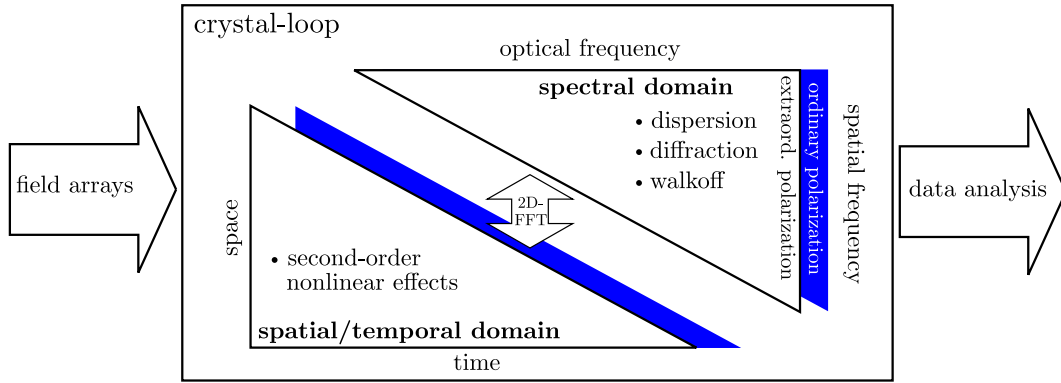 crystal-loop
optical frequency
spectral domain
• dispersion
• diffraction
• walkoff
extraord. polarization
ordinary polarization
spatial frequency
field arrays
2D-
FFT
data analysis
space
• second-order
nonlinear effects
spatial/temporal domain
time